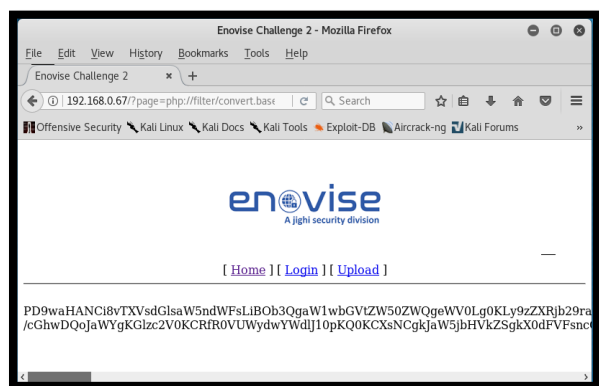 Enovise Challenge 2 - Mozilla Firefox
File Edit View History Bookmarks Tools Help
Enovise Challenge 2 × +
192.168.0.67/?page=php://filter/convert.base Search
Offensive Security Kali Linux Kali Docs Kali Tools Exploit-DB Aircrack-ng Kali Forums »
enovise
A jighi security division
[ Home ] [ Login ] [ Upload ]
PD9waHANCi8vTXVsdGlsaW5ndWFsLiBOb3QgaW1wbGVtZW50ZWQgeWV0Lg0KLy9zZXRjb29ra
/cGhwDQoJaWYgKGlzc2V0KCRfR0VUWydwYWdlJ10pKQ0KCXsNCgkJaW5jbHVkZSgkX0dFVFsnc